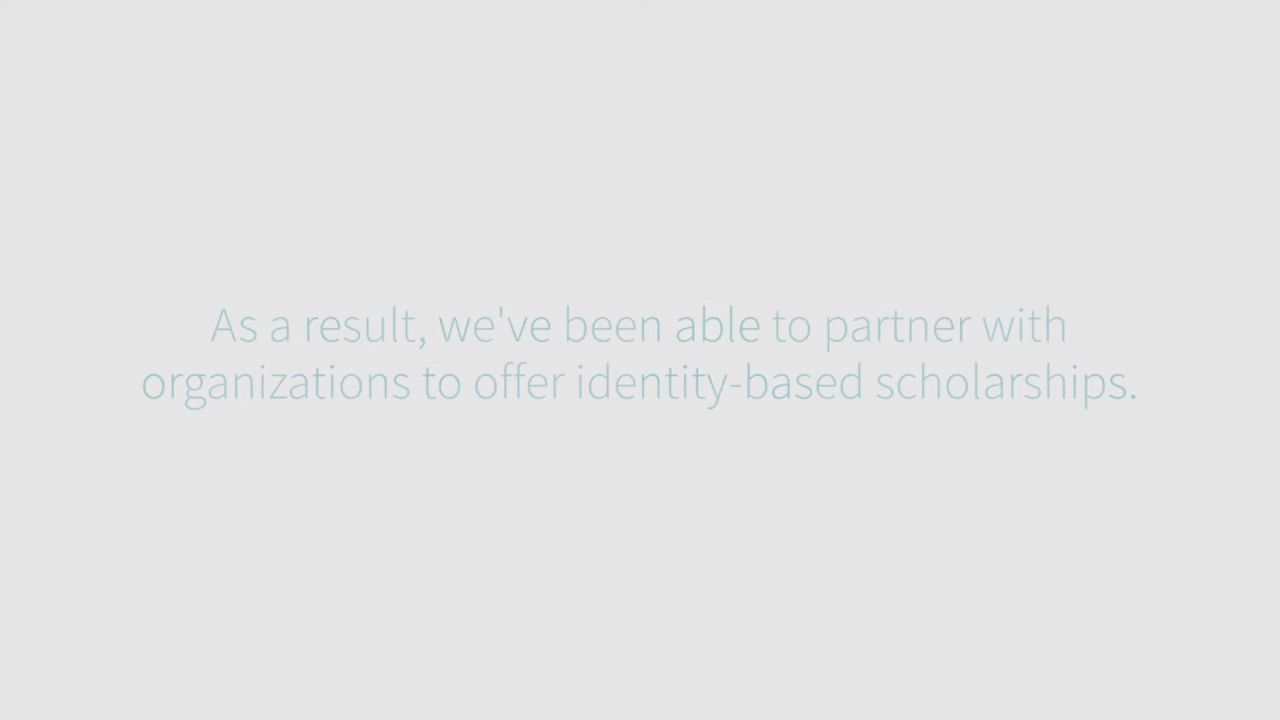 As a result, we've been able to partner with
organizations to offer identity-based scholarships.